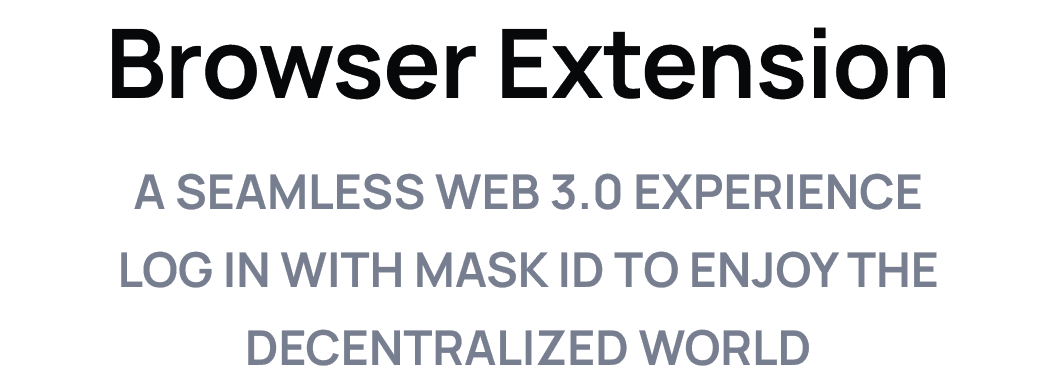 Browser Extension
A SEAMLESS WEB 3.0 EXPERIENCE
LOG IN WITH MASK ID TO ENJOY THE
DECENTRALIZED WORLD